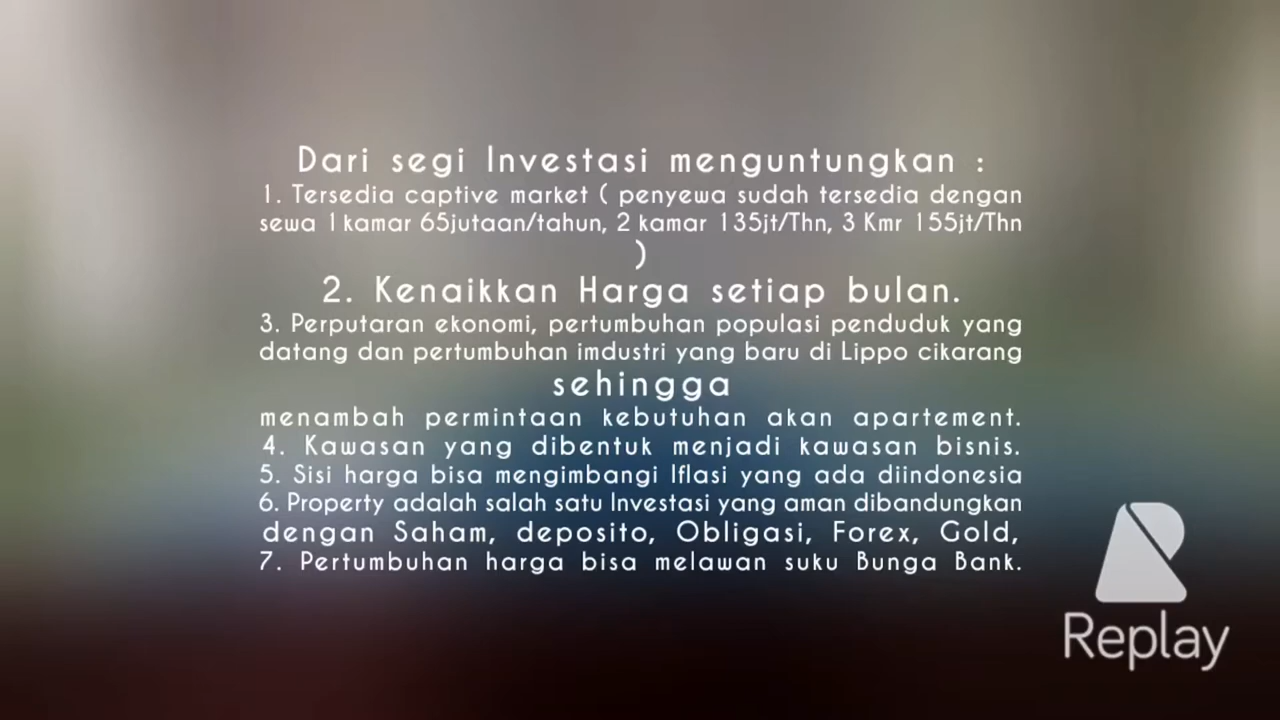 Dari segi Investasi menguntungkan :
1. Tersedia captive market ( penyewa sudah tersedia dengan
sewa 1 kamar 65jutaan/tahun, 2 kamar 135jt/Thn, 3 Kmr 155jt/Thn
)
2. Kenaikkan Harga setiap bulan.
3. Perputaran ekonomi, pertumbuhan populasi penduduk yang
datang dan pertumbuhan imdustri yang baru di Lippo cikarang
sehingga
menambah permintaan kebutuhan akan apartement.
4. Kawasan yang dibentuk menjadi kawasan bisnis.
5. Sisi harga bisa mengimbangi Iflasi yang ada diindonesia
6. Property adalah salah satu Investasi yang aman dibandungkan
dengan Saham, deposito, Obligasi, Forex, Gold,
7. Pertumbuhan harga bisa melawan suku Bunga Bank.
Replay